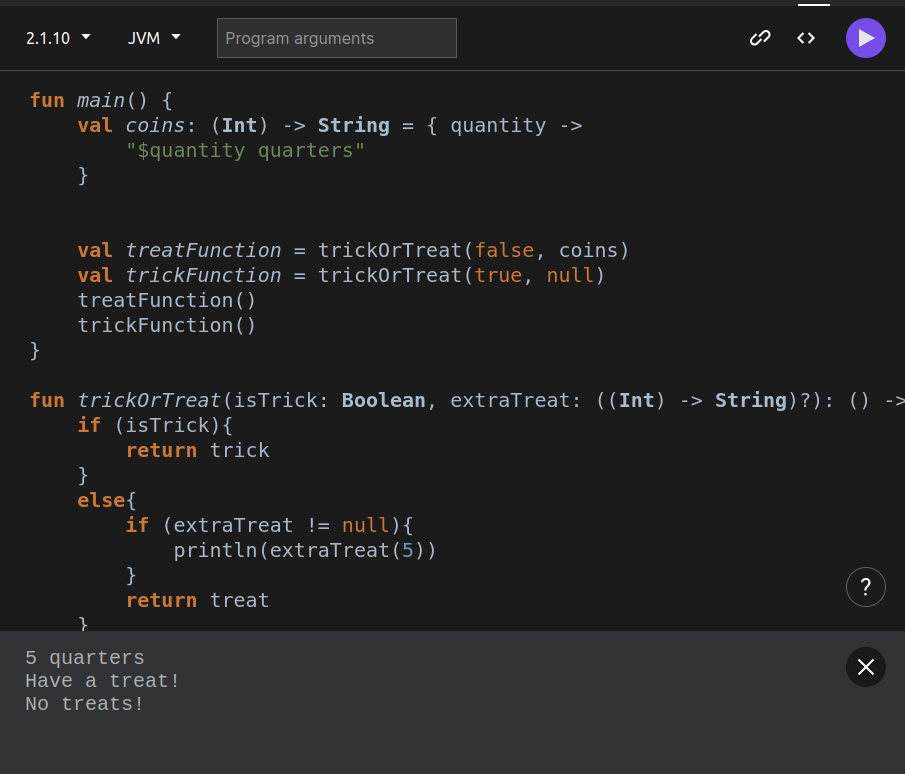 2.1.10 JVM Program arguments
fun main() {
    val coins: (Int) -> String = { quantity ->
        "$quantity quarters"
    }
    val treatFunction = trickOrTreat(false, coins)
    val trickFunction = trickOrTreat(true, null)
    treatFunction()
    trickFunction()
}
fun trickOrTreat(isTrick: Boolean, extraTreat: ((Int) -> String)?): () ->
    if (isTrick){
        return trick
    }
    else{
        if (extraTreat != null){
            println(extraTreat(5))
        }
        return treat
    }
?
5 quarters
Have a treat!
No treats!